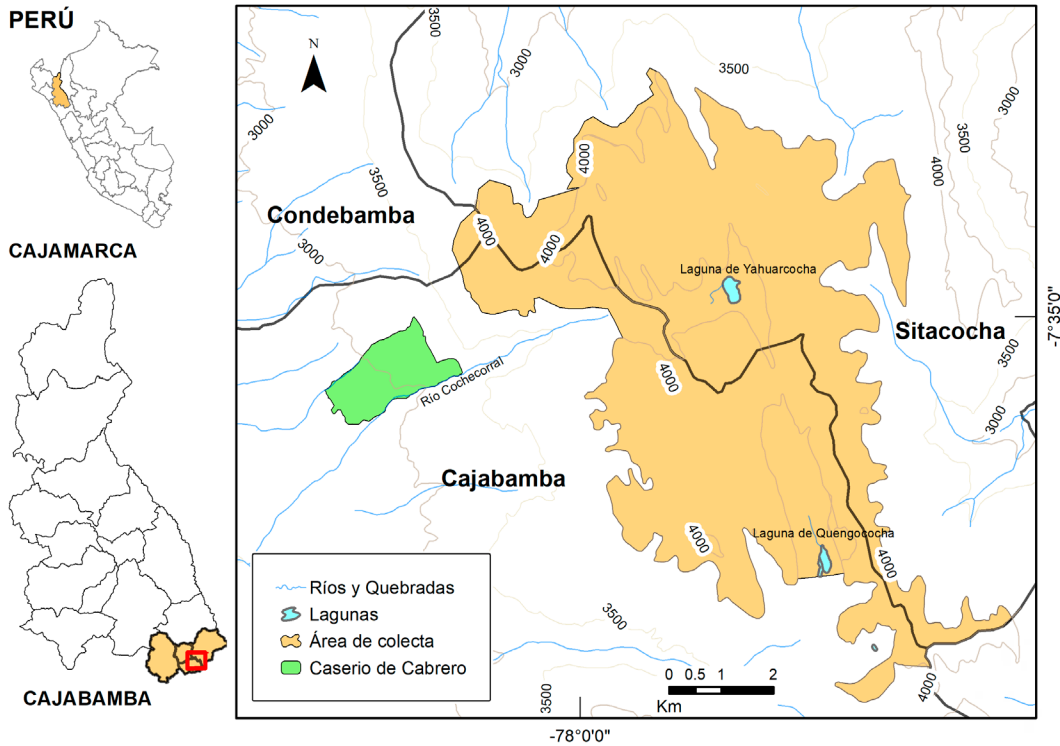 PERÚ
CAJAMARCA
CAJABAMBA
N
3500
3000
3500
3000
3000
3500
4000
3500
4000
Condebamba
4000
4000
3000
Laguna de Yahuarcocha
-7°35'0"
Sitacocha
3500
Río Cochecorral
4000
3000
Cajabamba
Laguna de Quengococha
4000
4000
Ríos y Quebradas
Lagunas
Área de colecta
Caserio de Cabrero
3500
3500
4000
0 0.5 1 2
Km
-78°0'0"